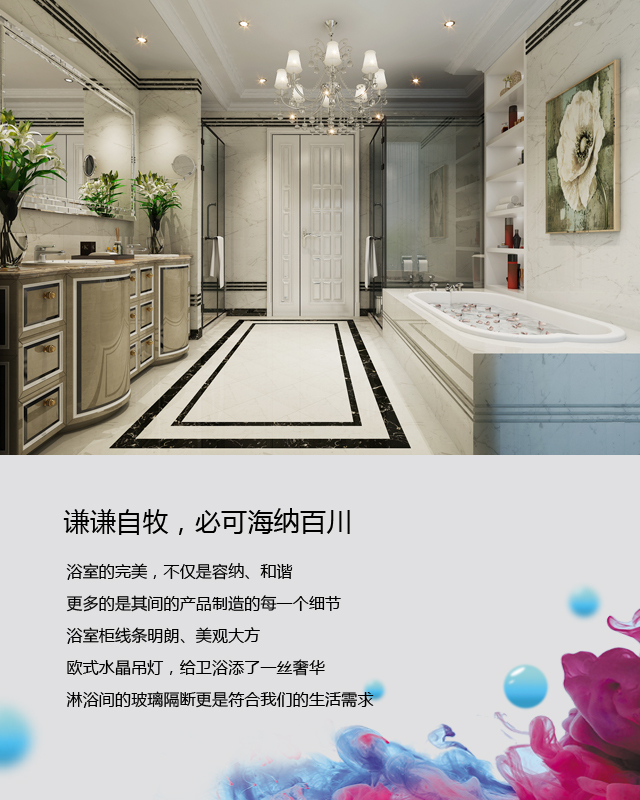 谦谦自牧，必可海纳百川
浴室的完美，不仅是容纳、和谐
更多的是其间的产品制造的每一个细节
浴室柜线条明朗、美观大方
欧式水晶吊灯，给卫浴添了一丝奢华
淋浴间的玻璃隔断更是符合我们的生活需求